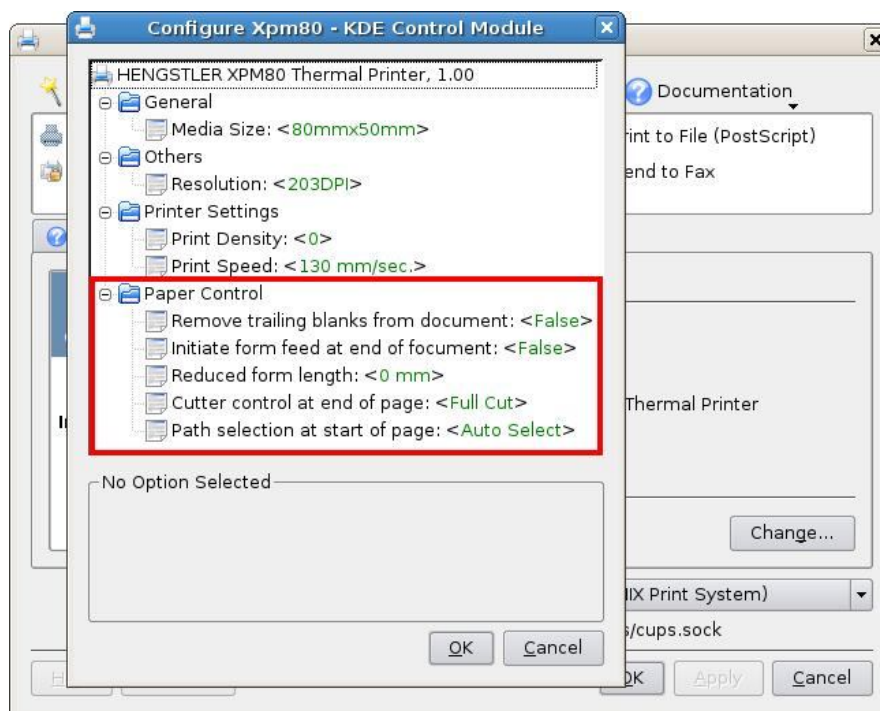 Configure Xpm80 - KDE Control Module
HENGSTLER XPM80 Thermal Printer, 1.00
General
Media Size: <80mmx50mm>
Others
Resolution: <203DPI>
Printer Settings
Print Density: <0>
Print Speed: <130 mm/sec.>
Paper Control
Remove trailing blanks from document: <False>
Initiate form feed at end of focument: <False>
Reduced form length: <0 mm>
Cutter control at end of page: <Full Cut>
Path selection at start of page: <Auto Select>
No Option Selected
OK Cancel
Documentation
to File (PostScript)
to Fax
Thermal Printer
Change...
Print System)
/cups.sock
Apply Cancel